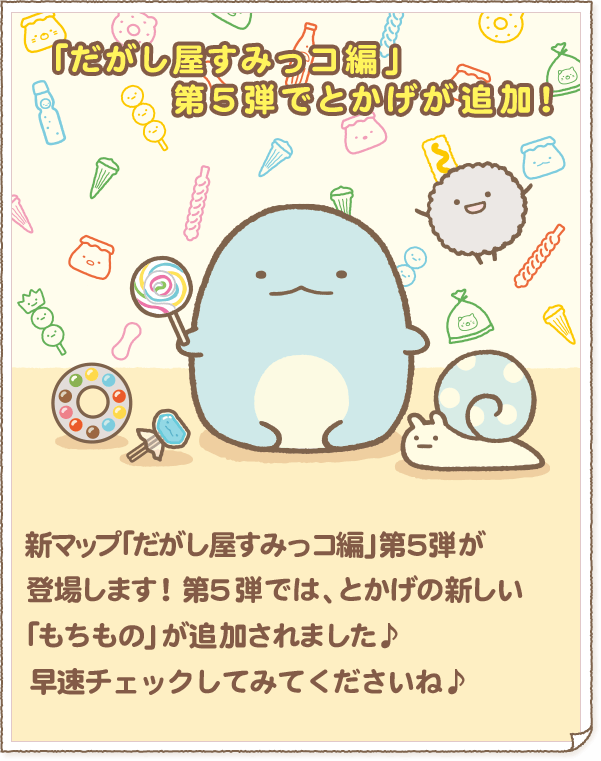 「だがし屋すみっコ編」
第5弾でとかげが追加！
新マップ「だがし屋すみっコ編」第5弾が
登場します！第5弾では、とかげの新しい
「もちもの」が追加されました♪
早速チェックしてみてくださいね♪